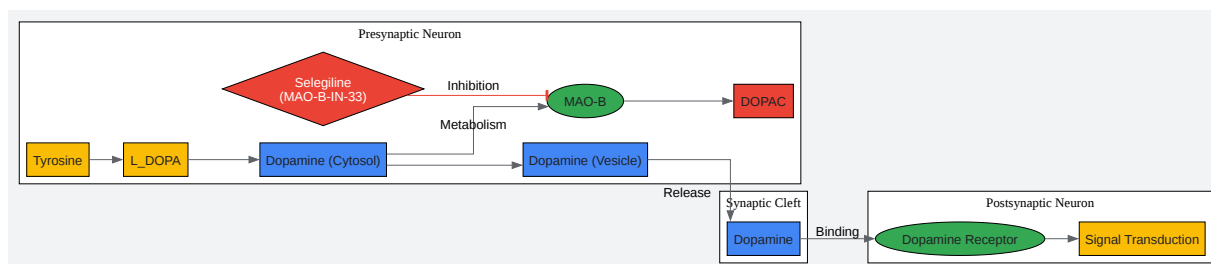 Presynaptic Neuron
Selegiline
(MAO-B-IN-33)
Inhibition
MAO-B
DOPAC
Metabolism
Tyrosine
L_DOPA
Dopamine (Cytosol)
Dopamine (Vesicle)
Release
Synaptic Cleft
Postsynaptic Neuron
Dopamine
Binding
Dopamine Receptor
Signal Transduction